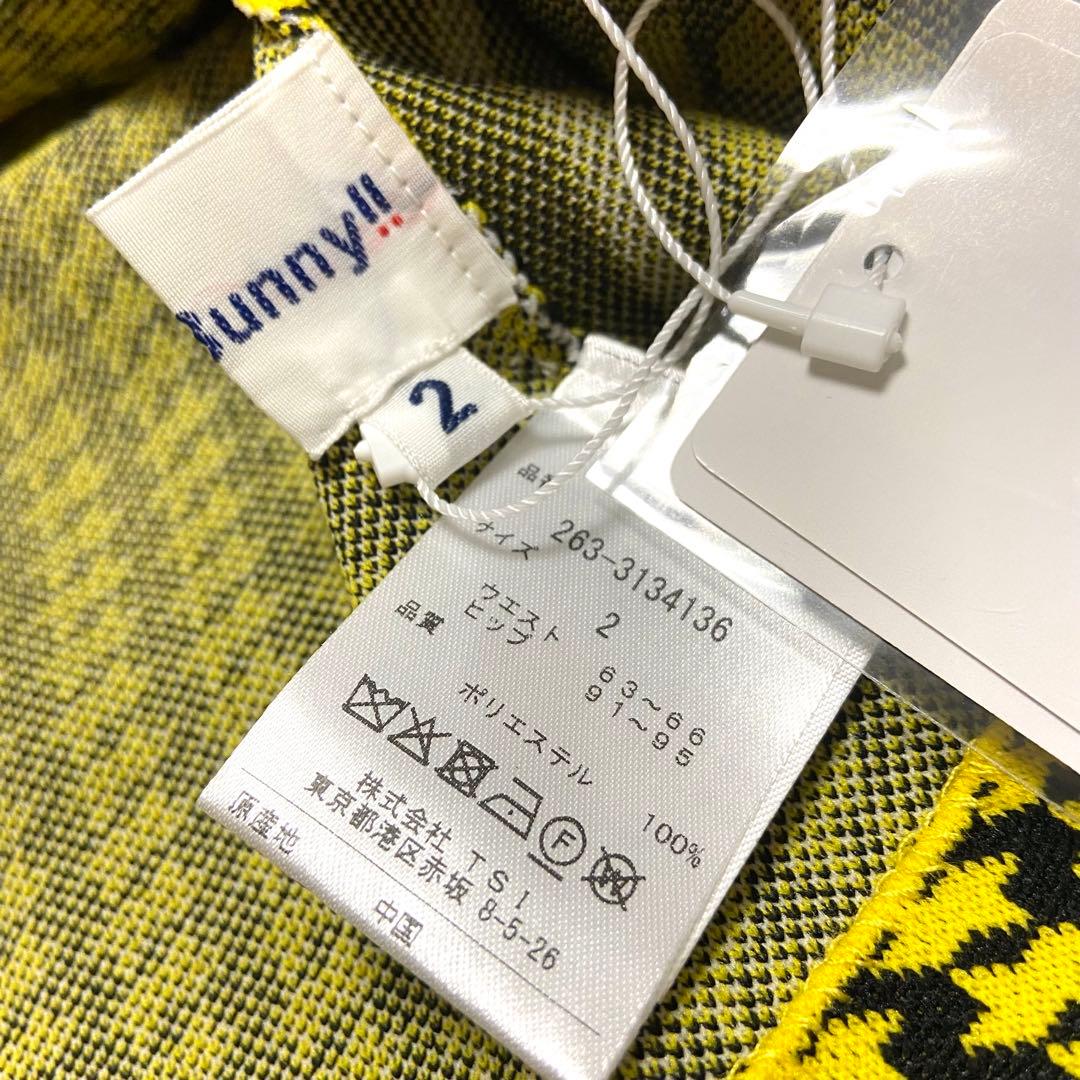 unny!!
2
品番 263-3134136
サイズ 2
ウエスト 63～66
ヒップ 91～95
品質 ポリエステル 100%
F
株式会社 TSI
東京都港区赤坂 8-5-26
原産地 中国